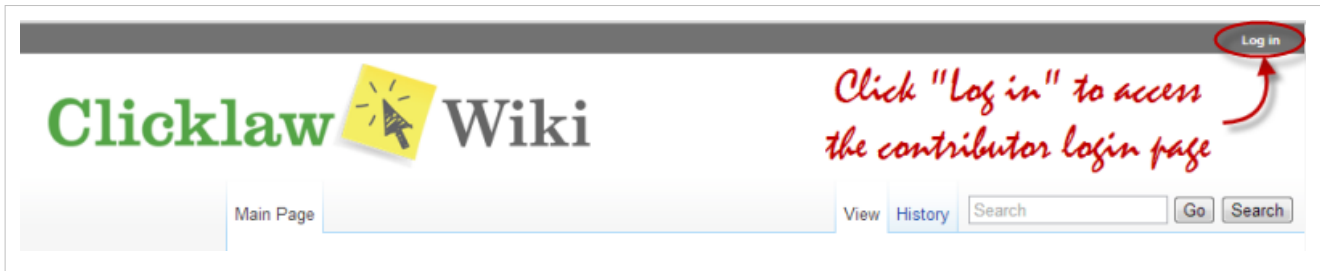 Log in
Clicklaw Wiki
Click "Log in" to access
the contributor login page
Main Page
View History Search Go Search